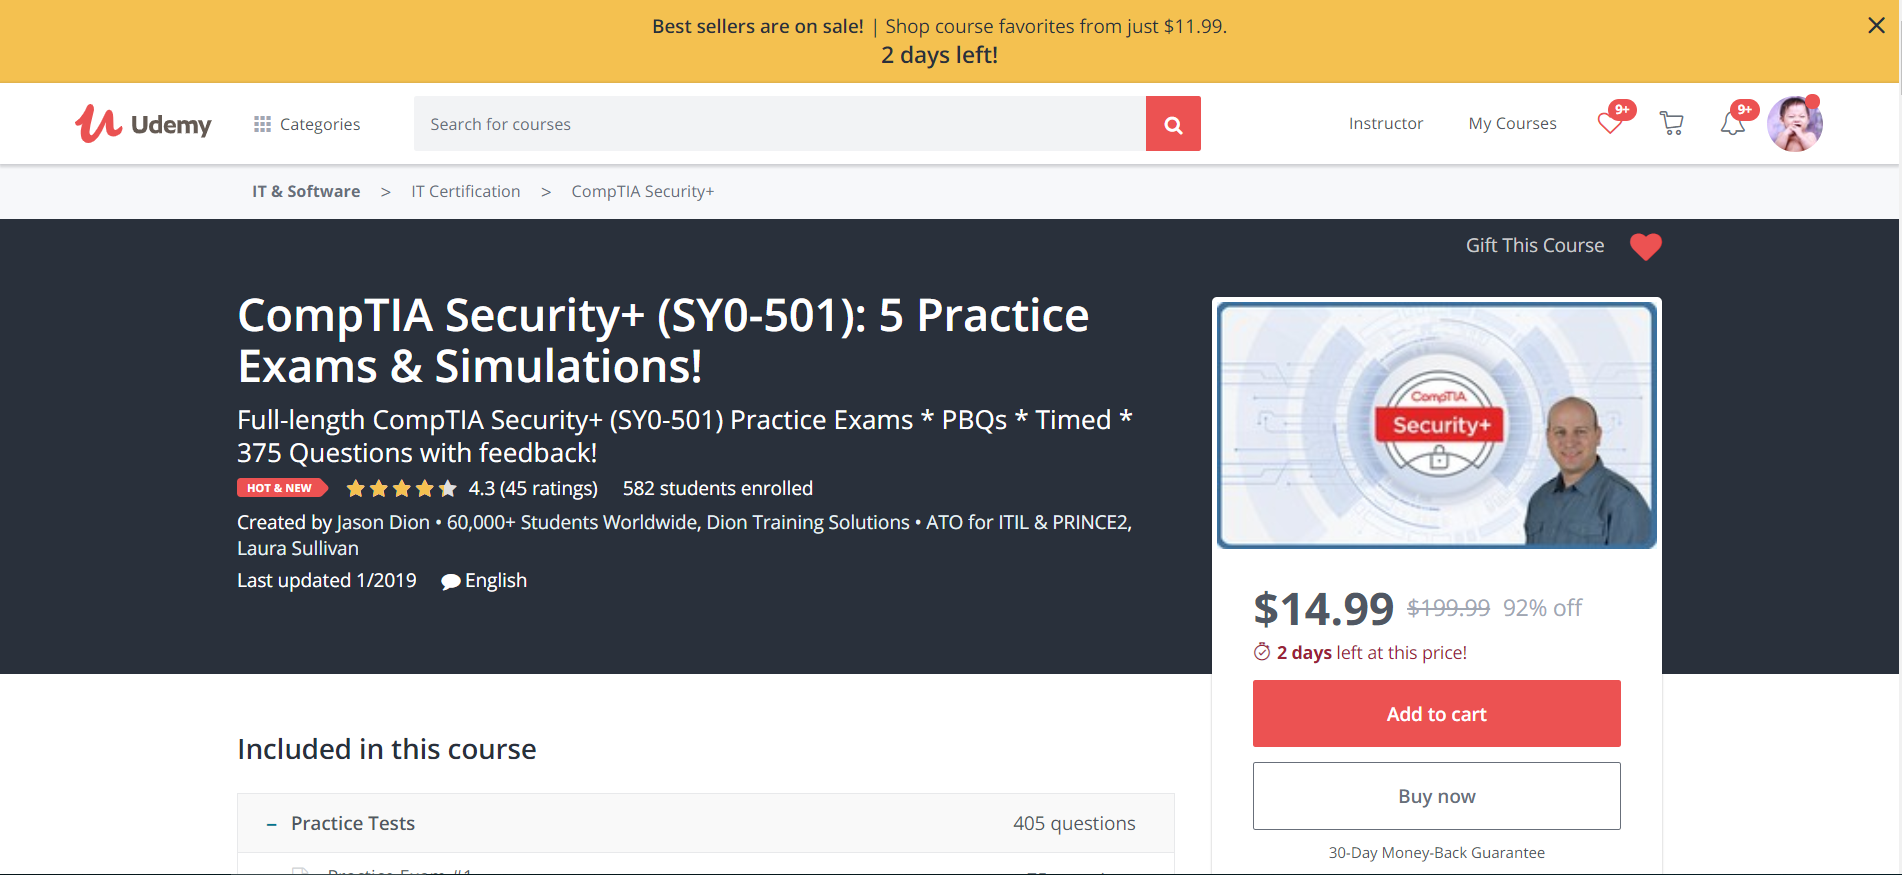 Best sellers are on sale! | Shop course favorites from just $11.99.
2 days left!
Udemy
Categories
Search for courses
Instructor
My Courses
9+
9+
IT & Software > IT Certification > CompTIA Security+
Gift This Course
CompTIA Security+ (SY0-501): 5 Practice
Exams & Simulations!
Full-length CompTIA Security+ (SY0-501) Practice Exams * PBQs * Timed *
375 Questions with feedback!
HOT & NEW
4.3 (45 ratings)
582 students enrolled
Created by Jason Dion • 60,000+ Students Worldwide, Dion Training Solutions • ATO for ITIL & PRINCE2,
Laura Sullivan
Last updated 1/2019
English
CompTIA
Security+
$14.99 $199.99 92% off
2 days left at this price!
Add to cart
Buy now
30-Day Money-Back Guarantee
Included in this course
– Practice Tests
405 questions
Practice Exam #1